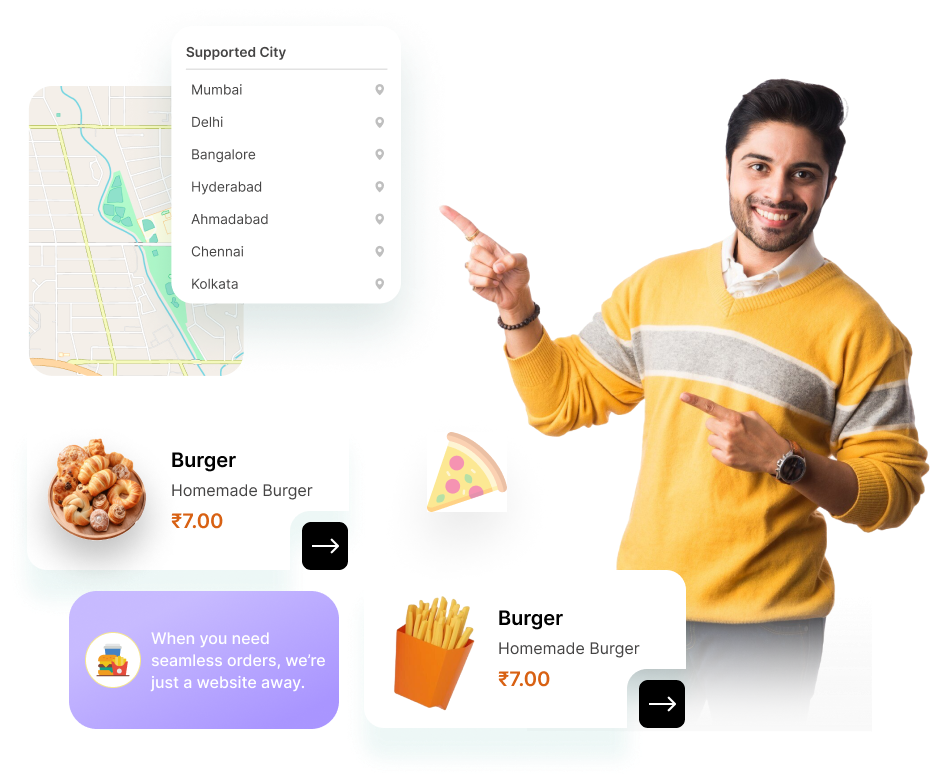 Supported City
Mumbai
Delhi
Bangalore
Hyderabad
Ahmadabad
Chennai
Kolkata
Burger
Homemade Burger
₹7.00
When you need
seamless orders, we’re
just a website away.
Burger
Homemade Burger
₹7.00